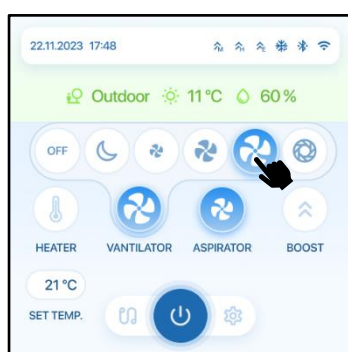 22.11.2023 17:48
Outdoor 11 °C 60 %
OFF
HEATER VANTILATOR ASPIRATOR BOOST
21 °C
SET TEMP.